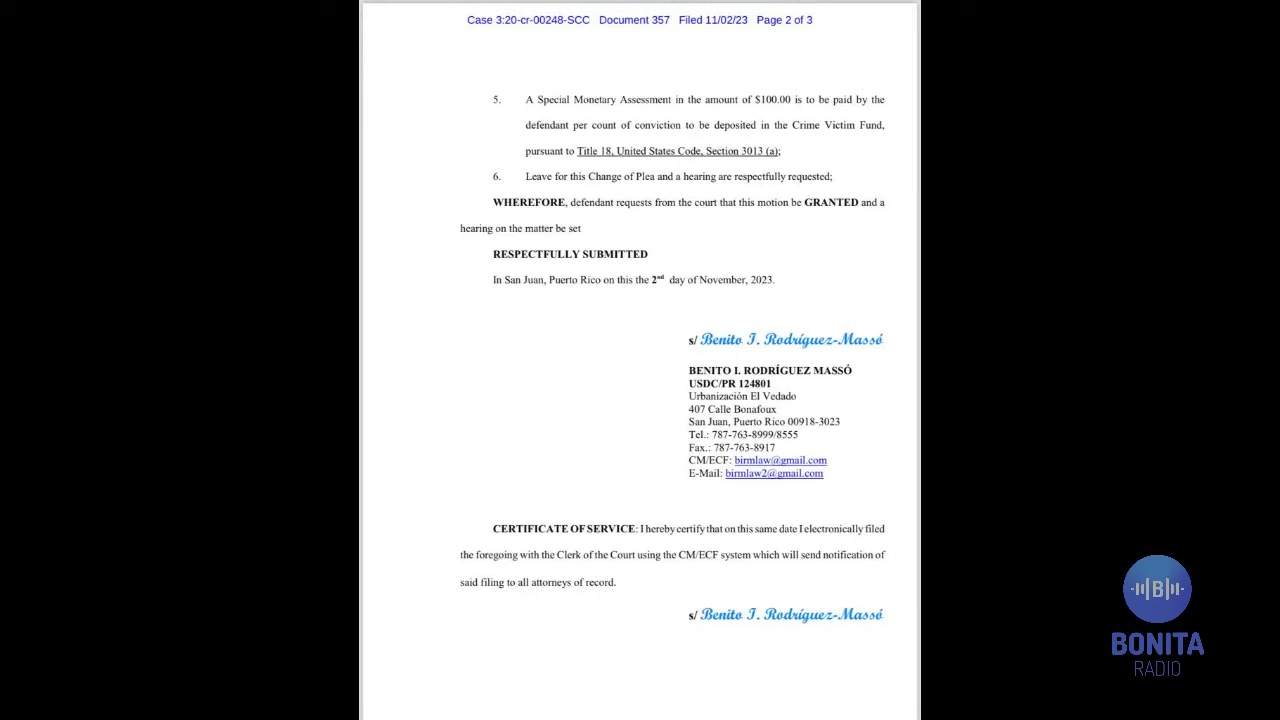 Case 3:20-cr-00248-SCC Document 357 Filed 11/02/23 Page 2 of 3
5. A Special Monetary Assessment in the amount of $100.00 is to be paid by the
defendant per count of conviction to be deposited in the Crime Victim Fund,
pursuant to Title 18, United States Code, Section 3013 (a);
6. Leave for this Change of Plea and a hearing are respectfully requested;
WHEREFORE, defendant requests from the court that this motion be GRANTED and a
hearing on the matter be set
RESPECTFULLY SUBMITTED
In San Juan, Puerto Rico on this the 2nd day of November, 2023.
s/ Benito I. Rodríguez-Massó
BENITO I. RODRÍGUEZ MASSÓ
USDC/PR 124801
Urbanización El Vedado
407 Calle Bonafoux
San Juan, Puerto Rico 00918-3023
Tel.: 787-763-8999/8555
Fax.: 787-763-8917
CM/ECF: birmlaw@gmail.com
E-Mail: birmlaw2@gmail.com
CERTIFICATE OF SERVICE: I hereby certify that on this same date I electronically filed
the foregoing with the Clerk of the Court using the CM/ECF system which will send notification of
said filing to all attorneys of record.
s/ Benito I. Rodríguez-Massó
B
BONITA
RADIO